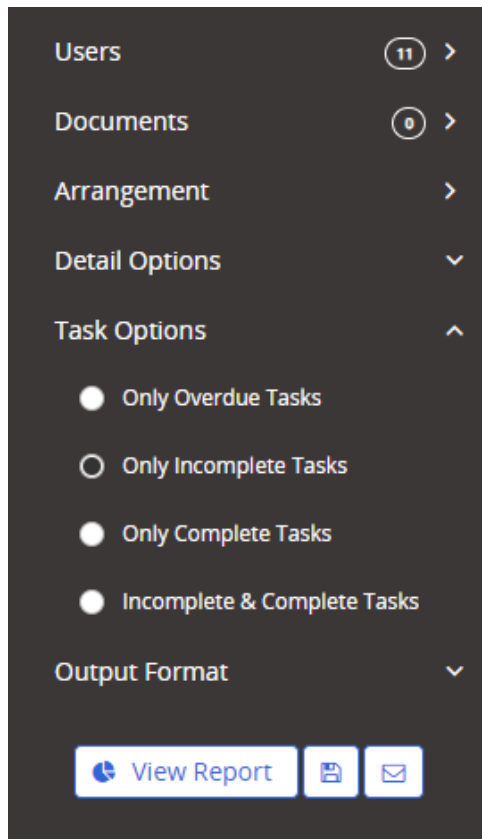 Users 11
Documents 0
Arrangement
Detail Options
Task Options
Only Overdue Tasks
Only Incomplete Tasks
Only Complete Tasks
Incomplete & Complete Tasks
Output Format
View Report